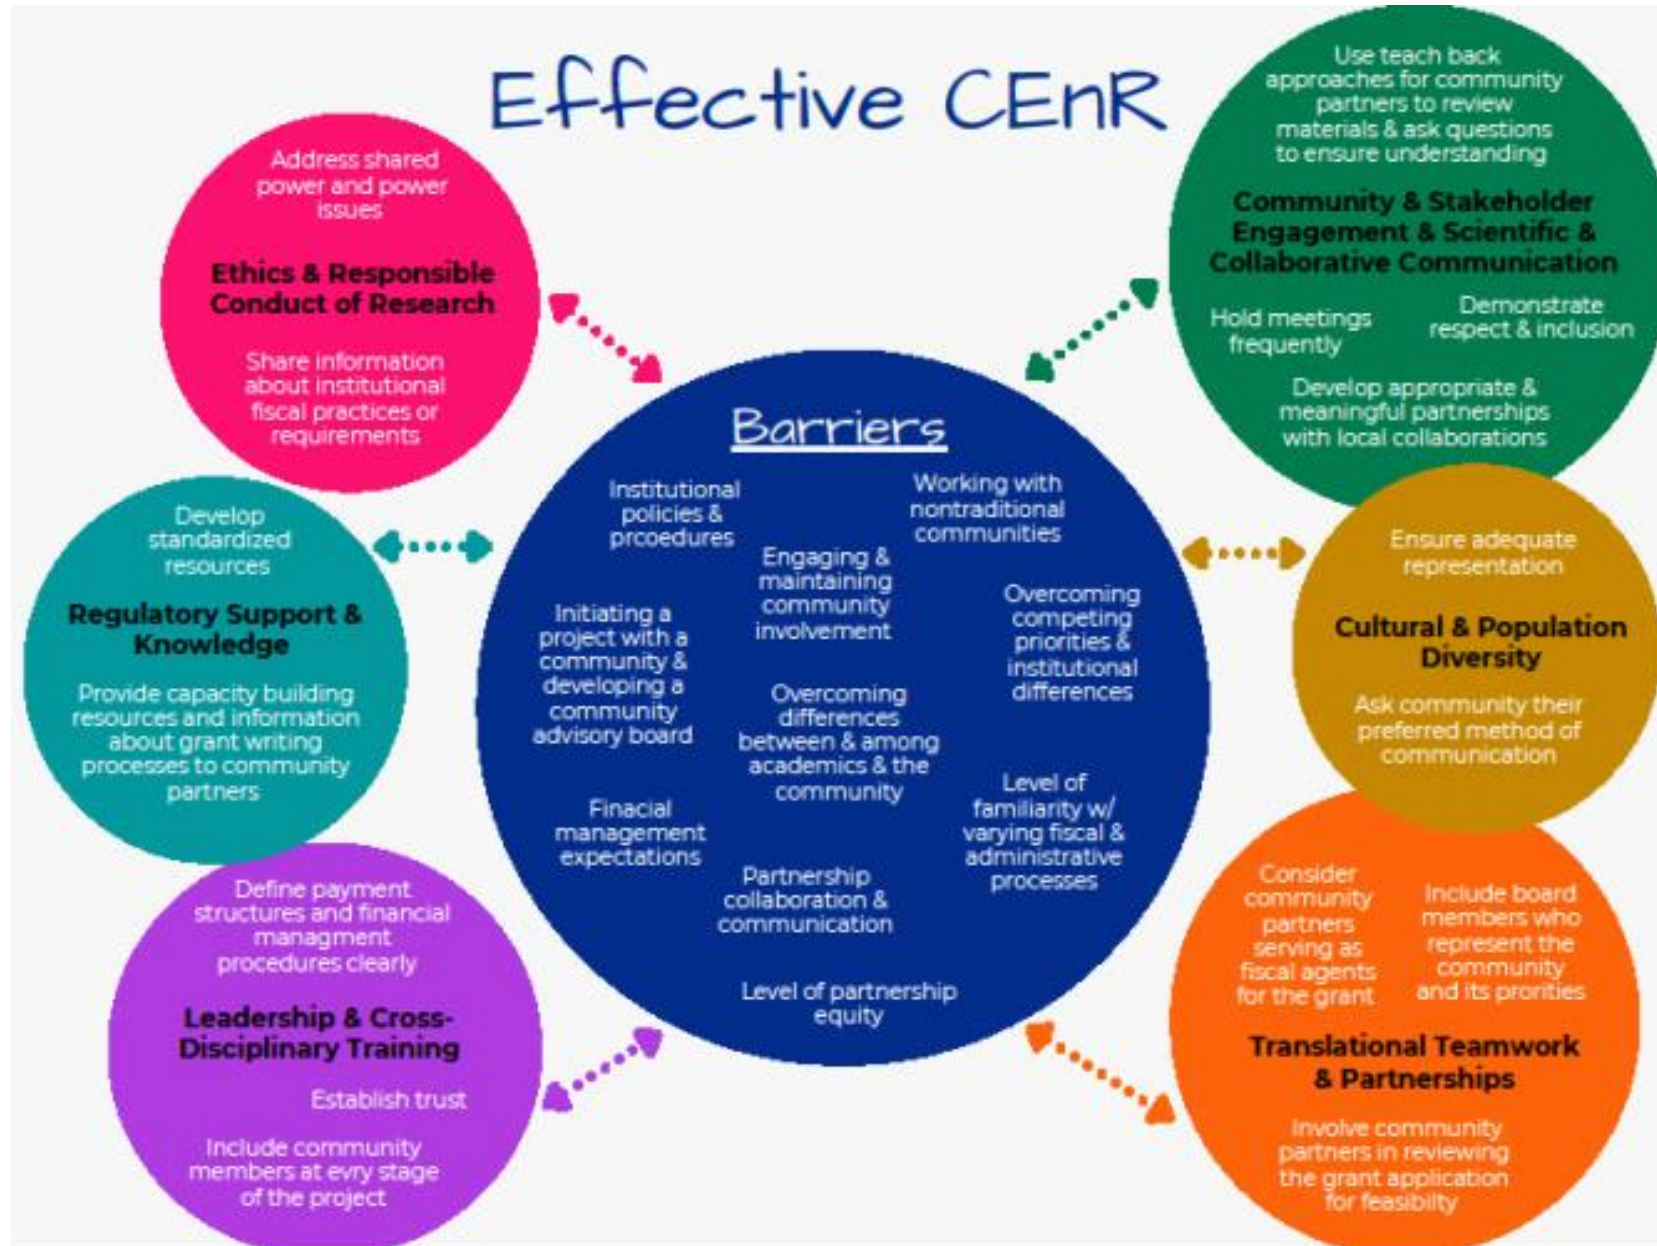 Effective CEnR
Address shared
power and power
issues
Ethics & Responsible
Conduct of Research
Share information
about institutional
fiscal practices or
requirements
Use teach back
approaches for community
partners to review
materials & ask questions
to ensure understanding
Community & Stakeholder
Engagement & Scientific &
Collaborative Communication
Hold meetings
frequently
Demonstrate
respect & inclusion
Develop appropriate &
meaningful partnerships
with local collaborations
Develop
standardized
resources
Regulatory Support &
Knowledge
Provide capacity building
resources and information
about grant writing
processes to community
partners
Barriers
Institutional
policies &
prcoedures
Working with
nontraditional
communities
Engaging &
maintaining
community
involvement
Initiating a
project with a
community &
developing a
community
advisory board
Overcoming
competing
priorities &
institutional
differences
Overcoming
differences
between & among
academics & the
community
Finacial
management
expectations
Level of
familiarity w/
varying fiscal &
administrative
processes
Partnership
collaboration &
communication
Level of partnership
equity
Ensure adequate
representation
Cultural & Population
Diversity
Ask community their
preferred method of
communication
Define payment
structures and financial
managment
procedures clearly
Leadership & Cross-
Disciplinary Training
Establish trust
Include community
members at evry stage
of the project
Consider
community
partners
serving as
fiscal agents
for the grant
Include board
members who
represent the
community
and its prorities
Translational Teamwork
& Partnerships
Involve community
partners in reviewing
the grant application
for feasibilty